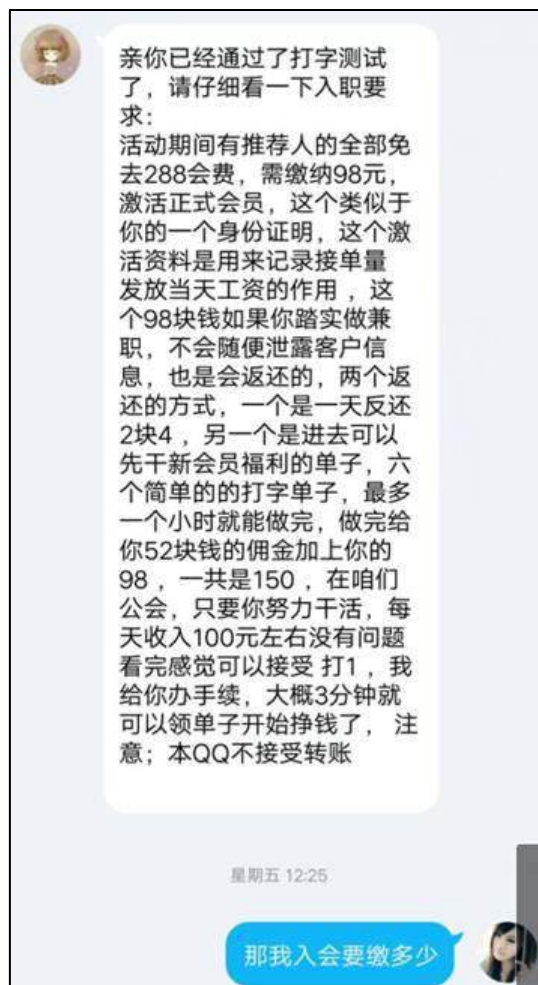 亲你已经通过了打字测试
了，请仔细看一下入职要
求：
活动期间有推荐人的全部免
去288会费，需缴纳98元，
激活正式会员，这个类似于
你的一个身份证明，这个激
活资料是用来记录接单量
发放当天工资的作用 ，这
个98块钱如果你踏实做兼
职，不会随便泄露客户信
息，也是会返还的，两个返
还的方式，一个是一天反还
2块4 ，另一个是进去可以
先干新会员福利的单子，六
个简单的的打字单子，最多
一个小时就能做完，做完给
你52块钱的佣金加上你的
98 ，一共是150 ，在咱们
公会，只要你努力干活，每
天收入100元左右没有问题
看完感觉可以接受 打1 ，我
给你办手续，大概3分钟就
可以领单子开始挣钱了， 注
意；本QQ不接受转账
星期五 12:25
那我入会要缴多少